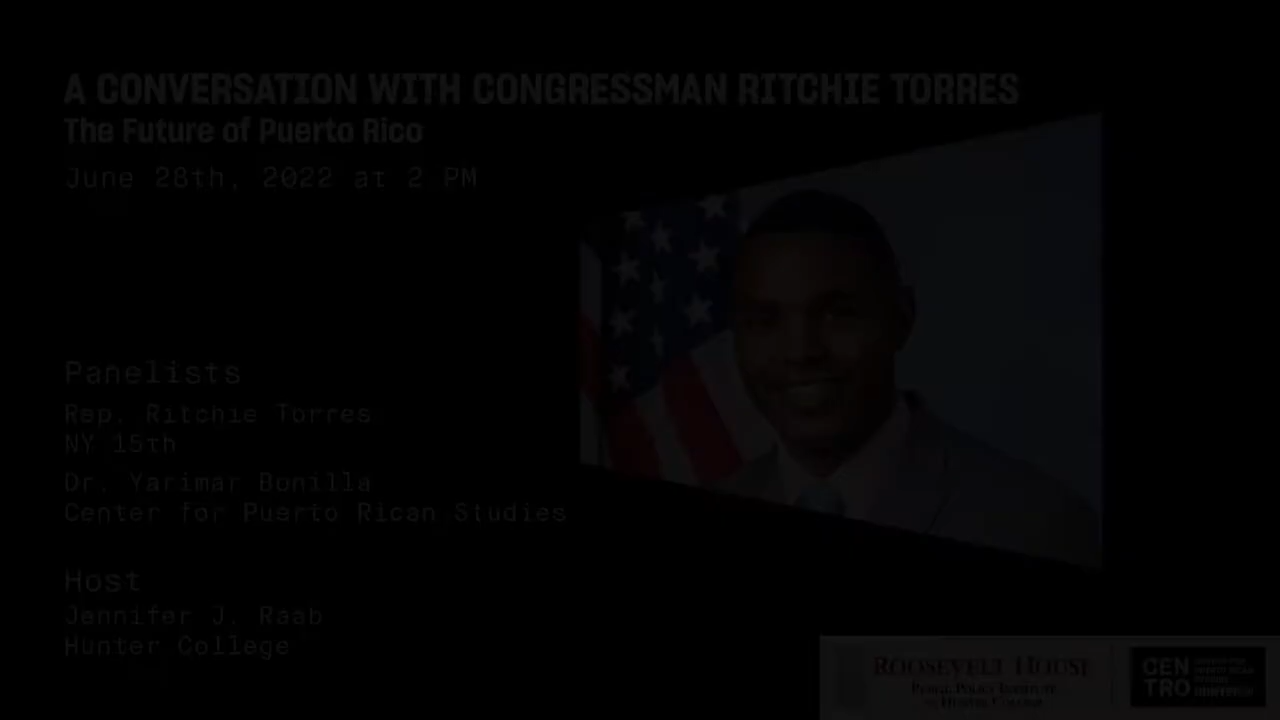 A CONVERSATION WITH CONGRESSMAN RITCHIE TORRES
The Future of Puerto Rico
June 28th, 2022 at 2 PM
Panelists
Rep. Ritchie Torres
NY 15th
Dr. Yarimar Bonilla
Center for Puerto Rican Studies
Host
Jennifer J. Raab
Hunter College
ROOSEVELT HOUSE
PUBLIC POLICY INSTITUTE
AT HUNTER COLLEGE
CEN
TRO